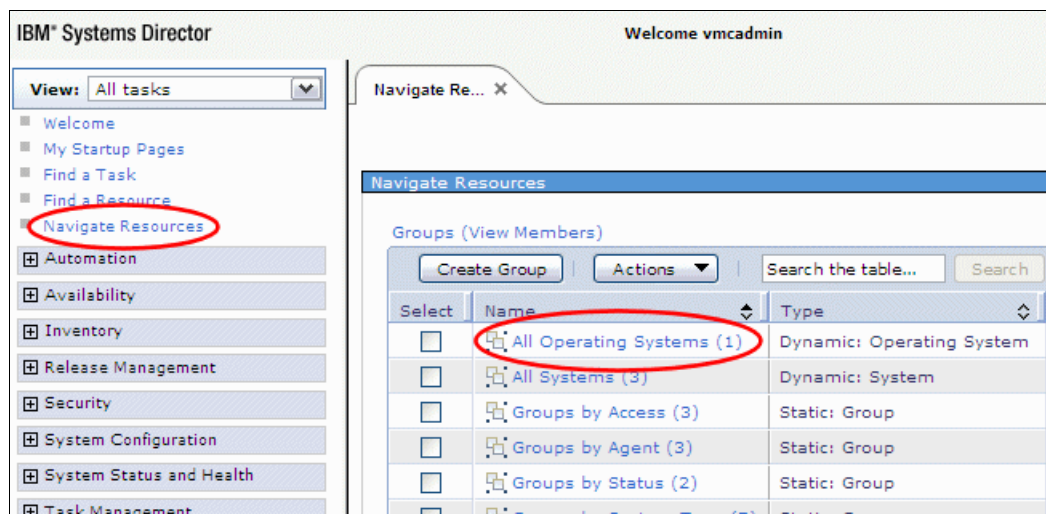 IBM® Systems Director
Welcome vmcadmin
View: All tasks
Welcome
My Startup Pages
Find a Task
Find a Resource
Navigate Resources
Automation
Availability
Inventory
Release Management
Security
System Configuration
System Status and Health
Task Management
Navigate Re...
Navigate Resources
Groups (View Members)
Create Group | Actions | Search the table... Search
Select Name Type
All Operating Systems (1) Dynamic: Operating System
All Systems (3) Dynamic: System
Groups by Access (3) Static: Group
Groups by Agent (3) Static: Group
Groups by Status (2) Static: Group